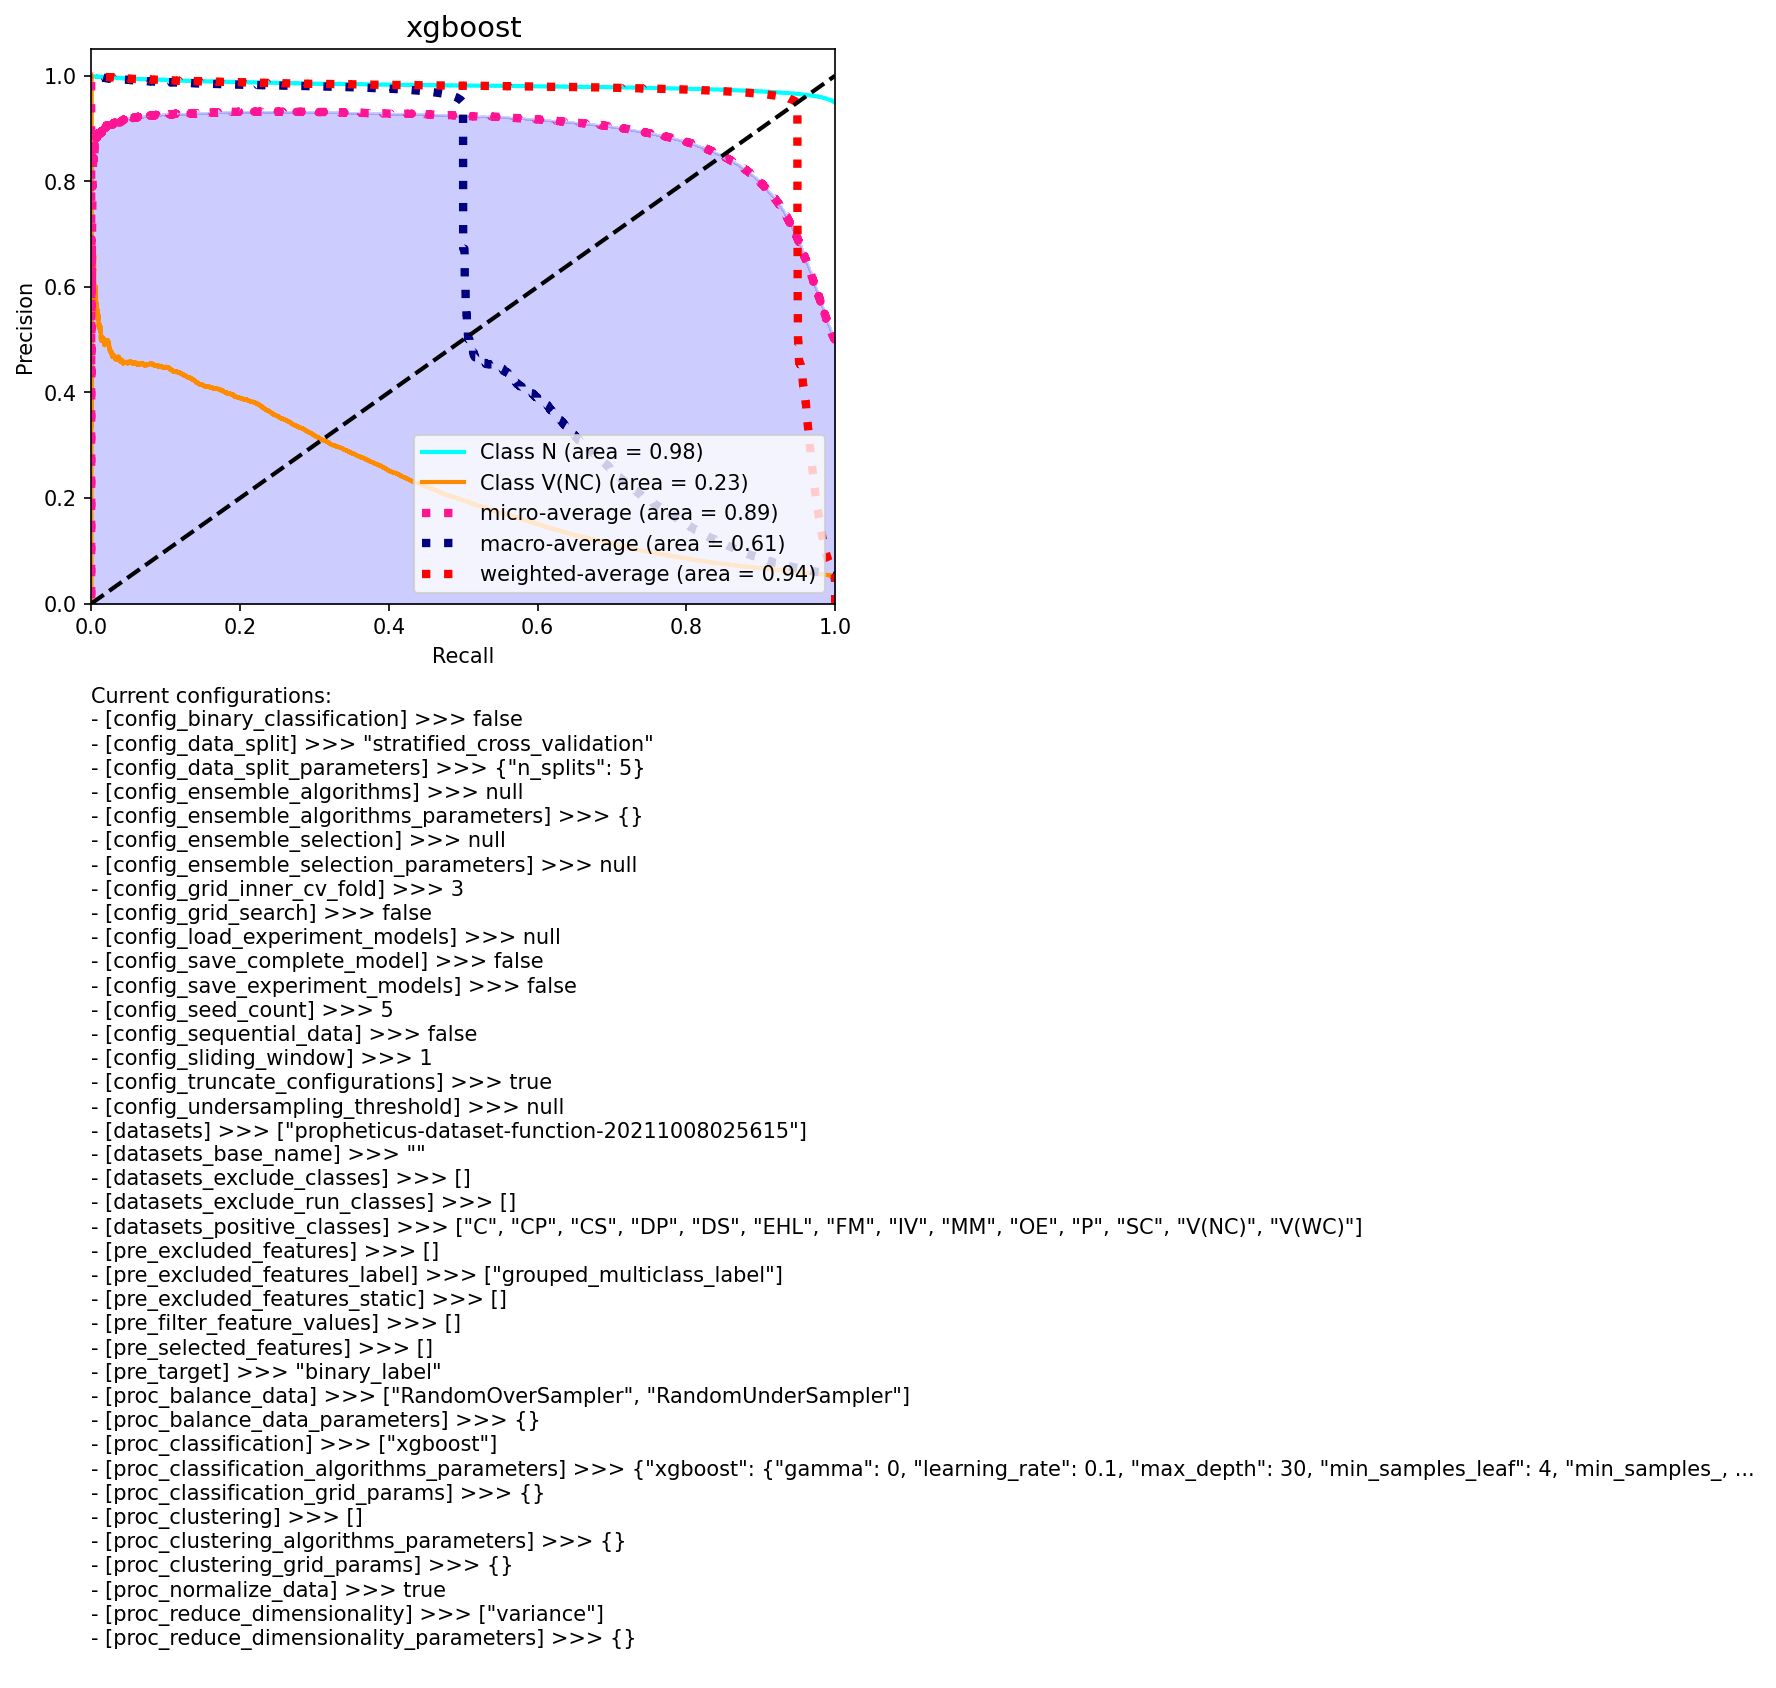 xgboost
1.0
0.8
0.6
0.4
0.2
0.0
Precision
0.0 0.2 0.4 0.6 0.8 1.0
Recall
Class N (area = 0.98)
Class V(NC) (area = 0.23)
micro-average (area = 0.89)
macro-average (area = 0.61)
weighted-average (area = 0.94)
Current configurations:
- [config_binary_classification] >>> false
- [config_data_split] >>> "stratified_cross_validation"
- [config_data_split_parameters] >>> {"n_splits": 5}
- [config_ensemble_algorithms] >>> null
- [config_ensemble_algorithms_parameters] >>> {}
- [config_ensemble_selection] >>> null
- [config_ensemble_selection_parameters] >>> null
- [config_grid_inner_cv_fold] >>> 3
- [config_grid_search] >>> false
- [config_load_experiment_models] >>> null
- [config_save_complete_model] >>> false
- [config_save_experiment_models] >>> false
- [config_seed_count] >>> 5
- [config_sequential_data] >>> false
- [config_sliding_window] >>> 1
- [config_truncate_configurations] >>> true
- [config_undersampling_threshold] >>> null
- [datasets] >>> ["propheticus-dataset-function-20211008025615"]
- [datasets_base_name] >>> ""
- [datasets_exclude_classes] >>> []
- [datasets_exclude_run_classes] >>> []
- [datasets_positive_classes] >>> ["C", "CP", "CS", "DP", "DS", "EHL", "FM", "IV", "MM", "OE", "P", "SC", "V(NC)", "V(WC)"]
- [pre_excluded_features] >>> []
- [pre_excluded_features_label] >>> ["grouped_multiclass_label"]
- [pre_excluded_features_static] >>> []
- [pre_filter_feature_values] >>> []
- [pre_selected_features] >>> []
- [pre_target] >>> "binary_label"
- [proc_balance_data] >>> ["RandomOverSampler", "RandomUnderSampler"]
- [proc_balance_data_parameters] >>> {}
- [proc_classification] >>> ["xgboost"]
- [proc_classification_algorithms_parameters] >>> {"xgboost": {"gamma": 0, "learning_rate": 0.1, "max_depth": 30, "min_samples_leaf": 4, "min_samples_, ...
- [proc_classification_grid_params] >>> {}
- [proc_clustering] >>> []
- [proc_clustering_algorithms_parameters] >>> {}
- [proc_clustering_grid_params] >>> {}
- [proc_normalize_data] >>> true
- [proc_reduce_dimensionality] >>> ["variance"]
- [proc_reduce_dimensionality_parameters] >>> {}